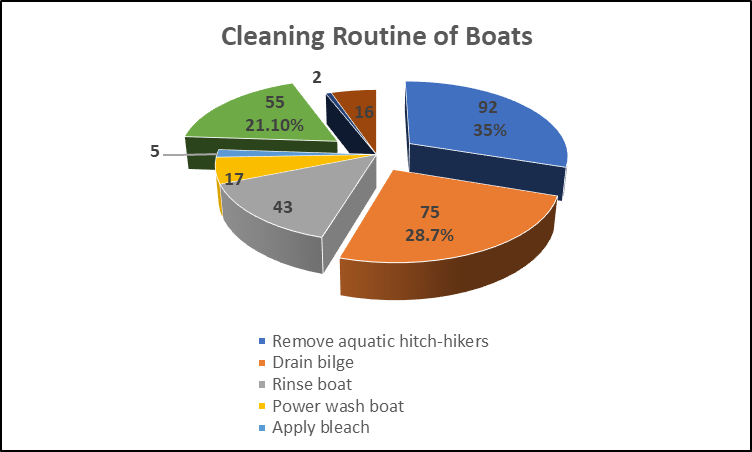 Cleaning Routine of Boats
2
55
21.10%
16
92
35%
5
17
43
75
28.7%
Remove aquatic hitch-hikers
Drain bilge
Rinse boat
Power wash boat
Apply bleach